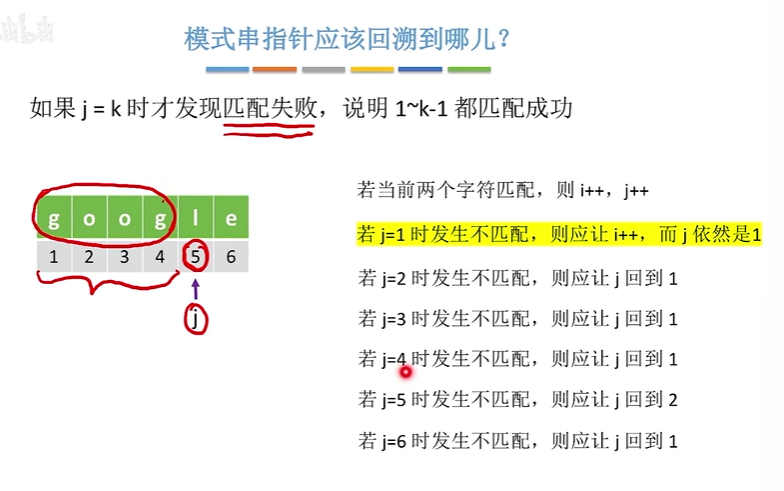 模式串指针应该回溯到哪儿？
如果 j = k 时才发现匹配失败，说明 1~k-1 都匹配成功
g o o g l e
1 2 3 4 5 6
j
若当前两个字符匹配，则 i++，j++
若 j=1 时发生不匹配，则应让 i++，而 j 依然是1
若 j=2 时发生不匹配，则应让 j 回到 1
若 j=3 时发生不匹配，则应让 j 回到 1
若 j=4 时发生不匹配，则应让 j 回到 1
若 j=5 时发生不匹配，则应让 j 回到 2
若 j=6 时发生不匹配，则应让 j 回到 1